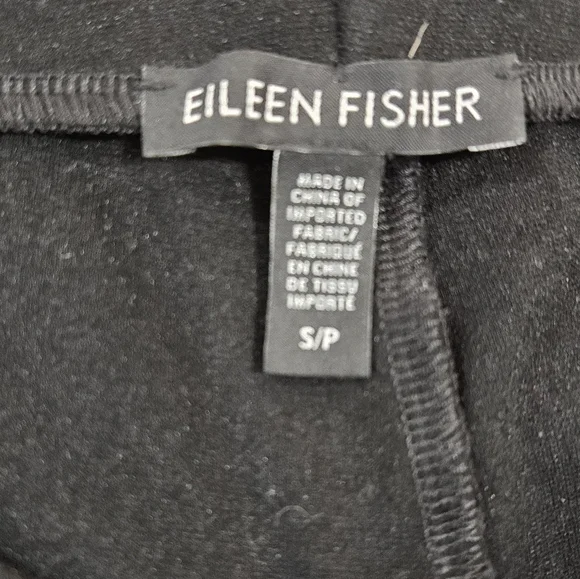 EILEEN FISHER
MADE IN
CHINA OF
IMPORTED
FABRIC/
FABRIQUÉ
EN CHINE
DE TISSU
IMPORTÉ
S/P